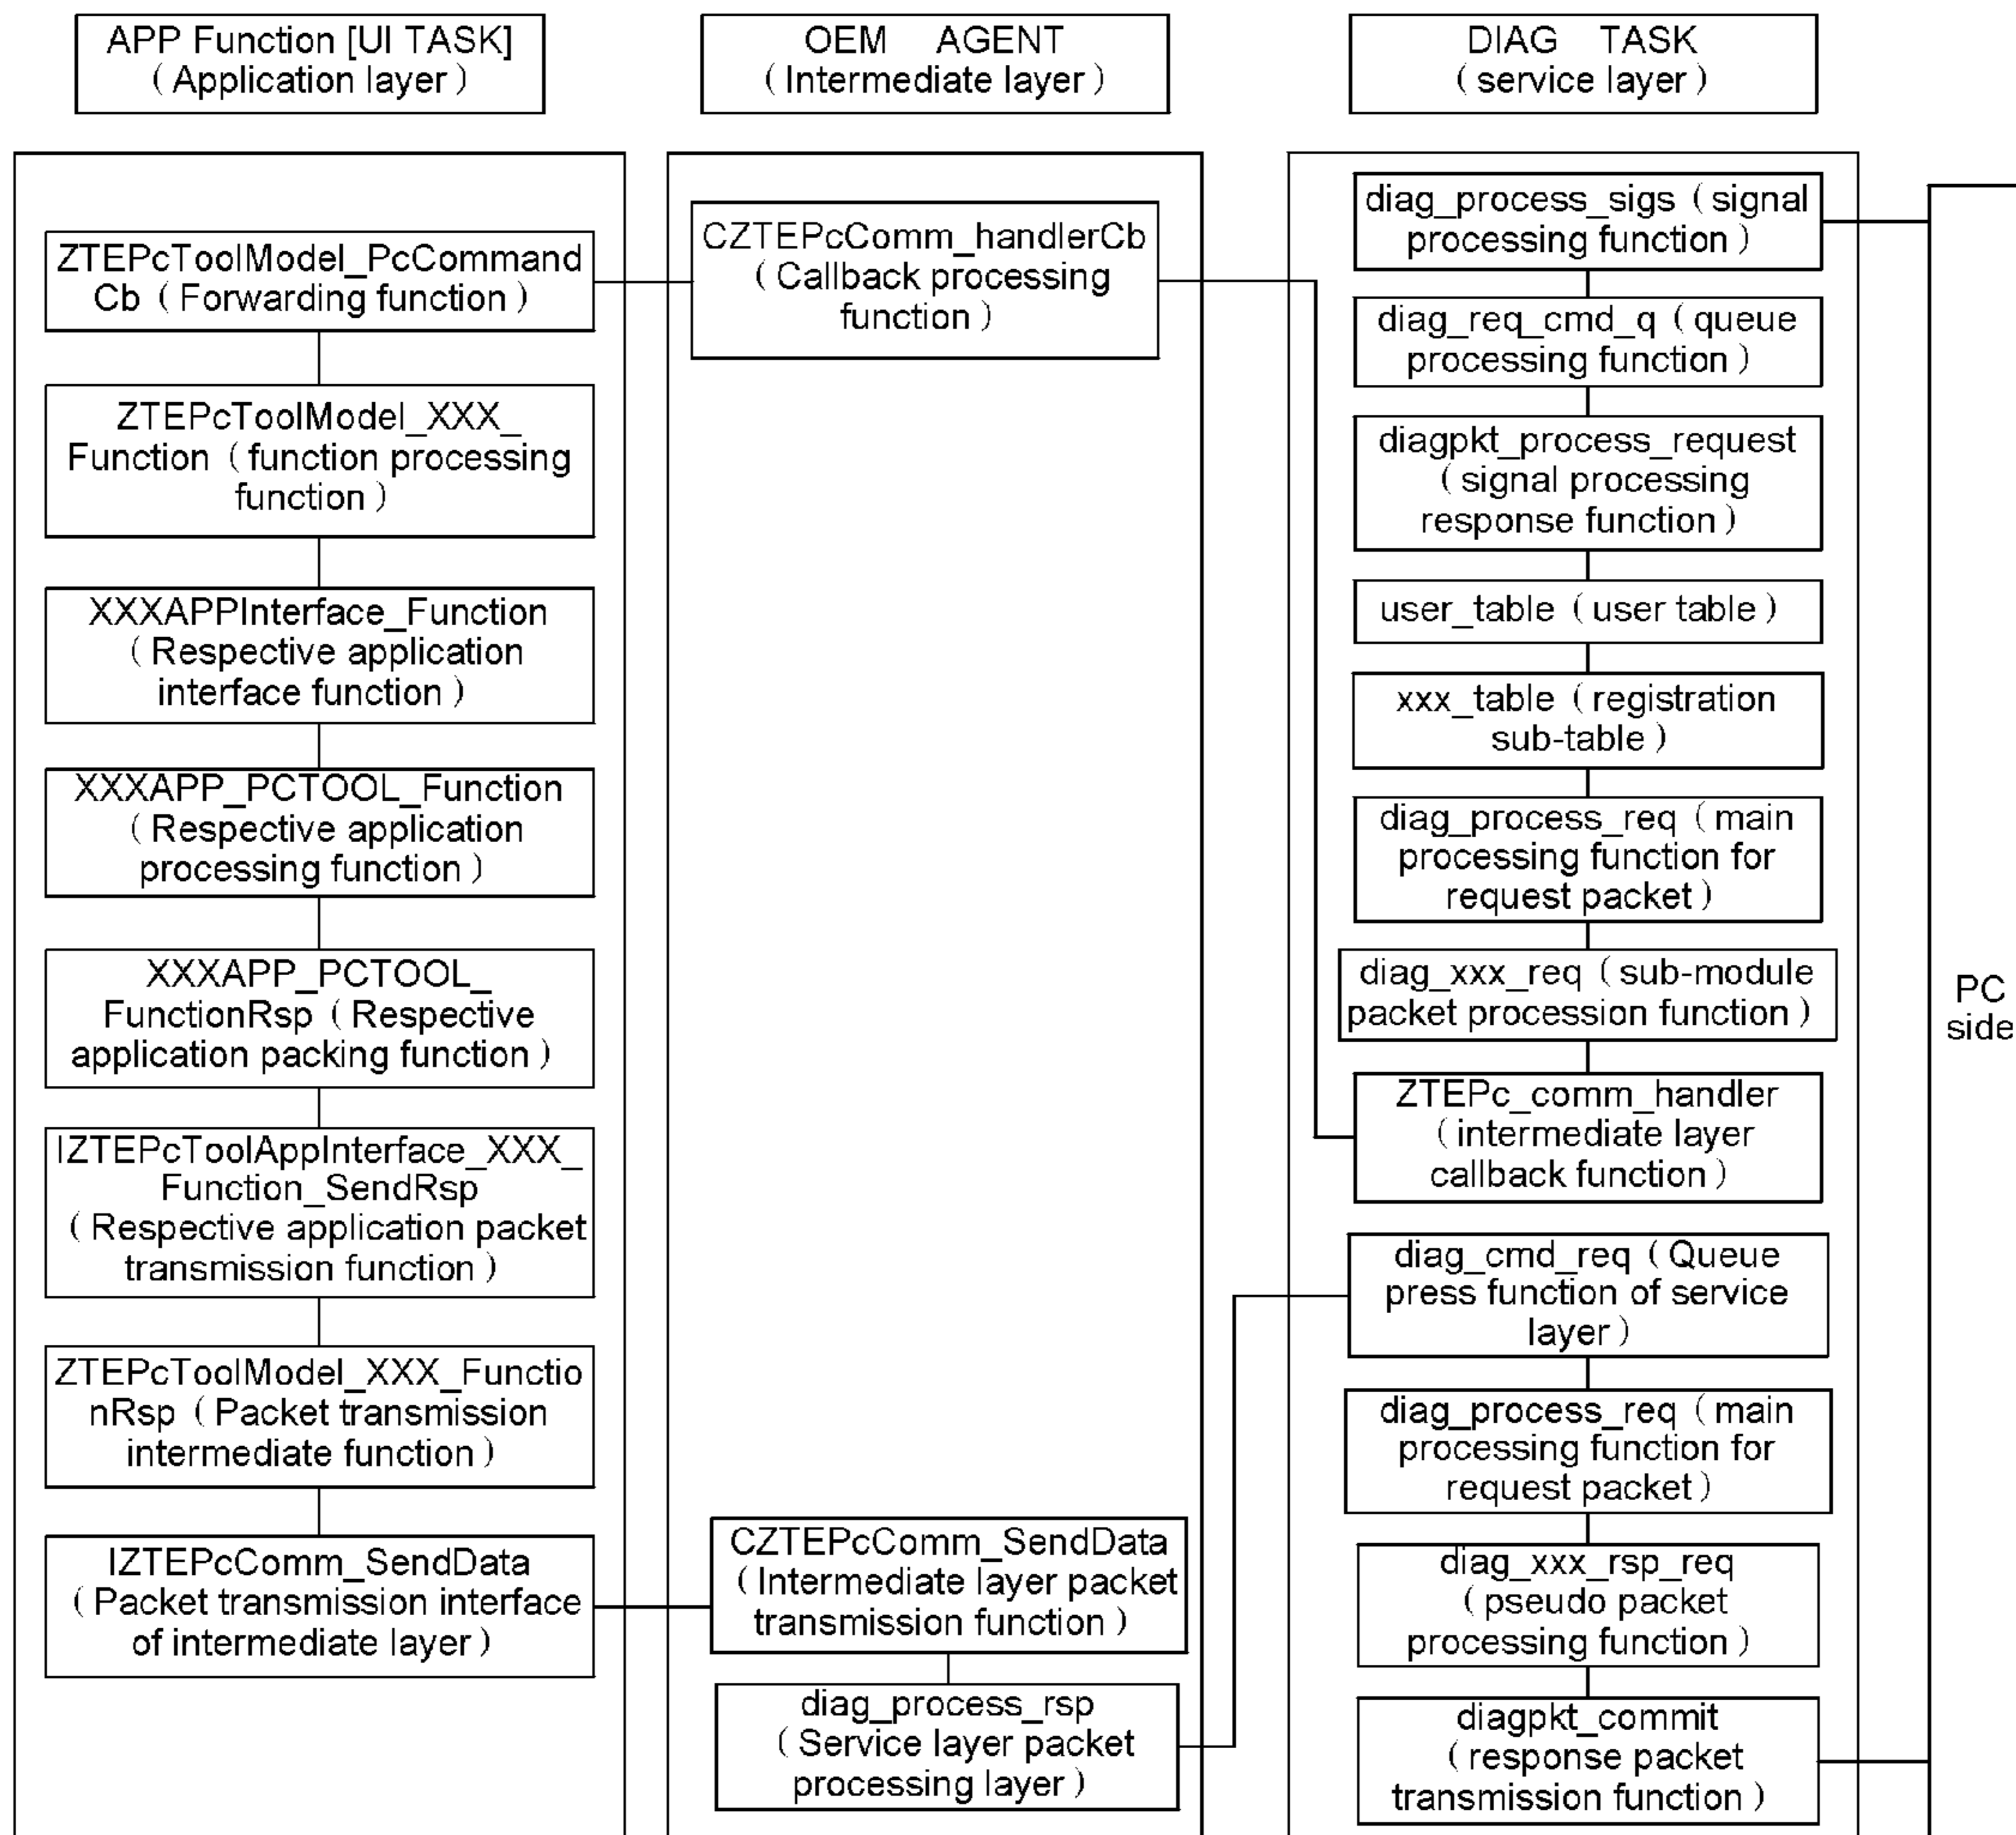 APP Function [UI TASK]
(Application layer)
OEM AGENT
(Intermediate layer)
DIAG TASK
(service layer)
ZTEPcToolModel_PcCommand
Cb (Forwarding function)
ZTEPcToolModel_XXX_
Function (function processing
function)
XXXAPPInterface_Function
(Respective application
interface function)
XXXAPP_PCTOOL_Function
(Respective application
processing function)
XXXAPP_PCTOOL_
FunctionRsp (Respective
application packing function)
IZTEPcToolAppInterface_XXX_
Function_SendRsp
(Respective application packet
transmission function)
ZTEPcToolModel_XXX_Functio
nRsp (Packet transmission
intermediate function)
IZTEPcComm_SendData
(Packet transmission interface
of intermediate layer)
CZTEPcComm_handlerCb
(Callback processing
function)
CZTEPcComm_SendData
(Intermediate layer packet
transmission function)
diag_process_rsp
(Service layer packet
processing layer)
diag_process_sigs (signal
processing function)
diag_req_cmd_q (queue
processing function)
diagpkt_process_request
(signal processing
response function)
user_table (user table)
xxx_table (registration
sub-table)
diag_process_req (main
processing function for
request packet)
diag_xxx_req (sub-module
packet procession function)
ZTEPc_comm_handler
(intermediate layer
callback function)
diag_cmd_req (Queue
press function of service
layer)
diag_process_req (main
processing function for
request packet)
diag_xxx_rsp_req
(pseudo packet
processing function)
diagpkt_commit
(response packet
transmission function)
PC
side